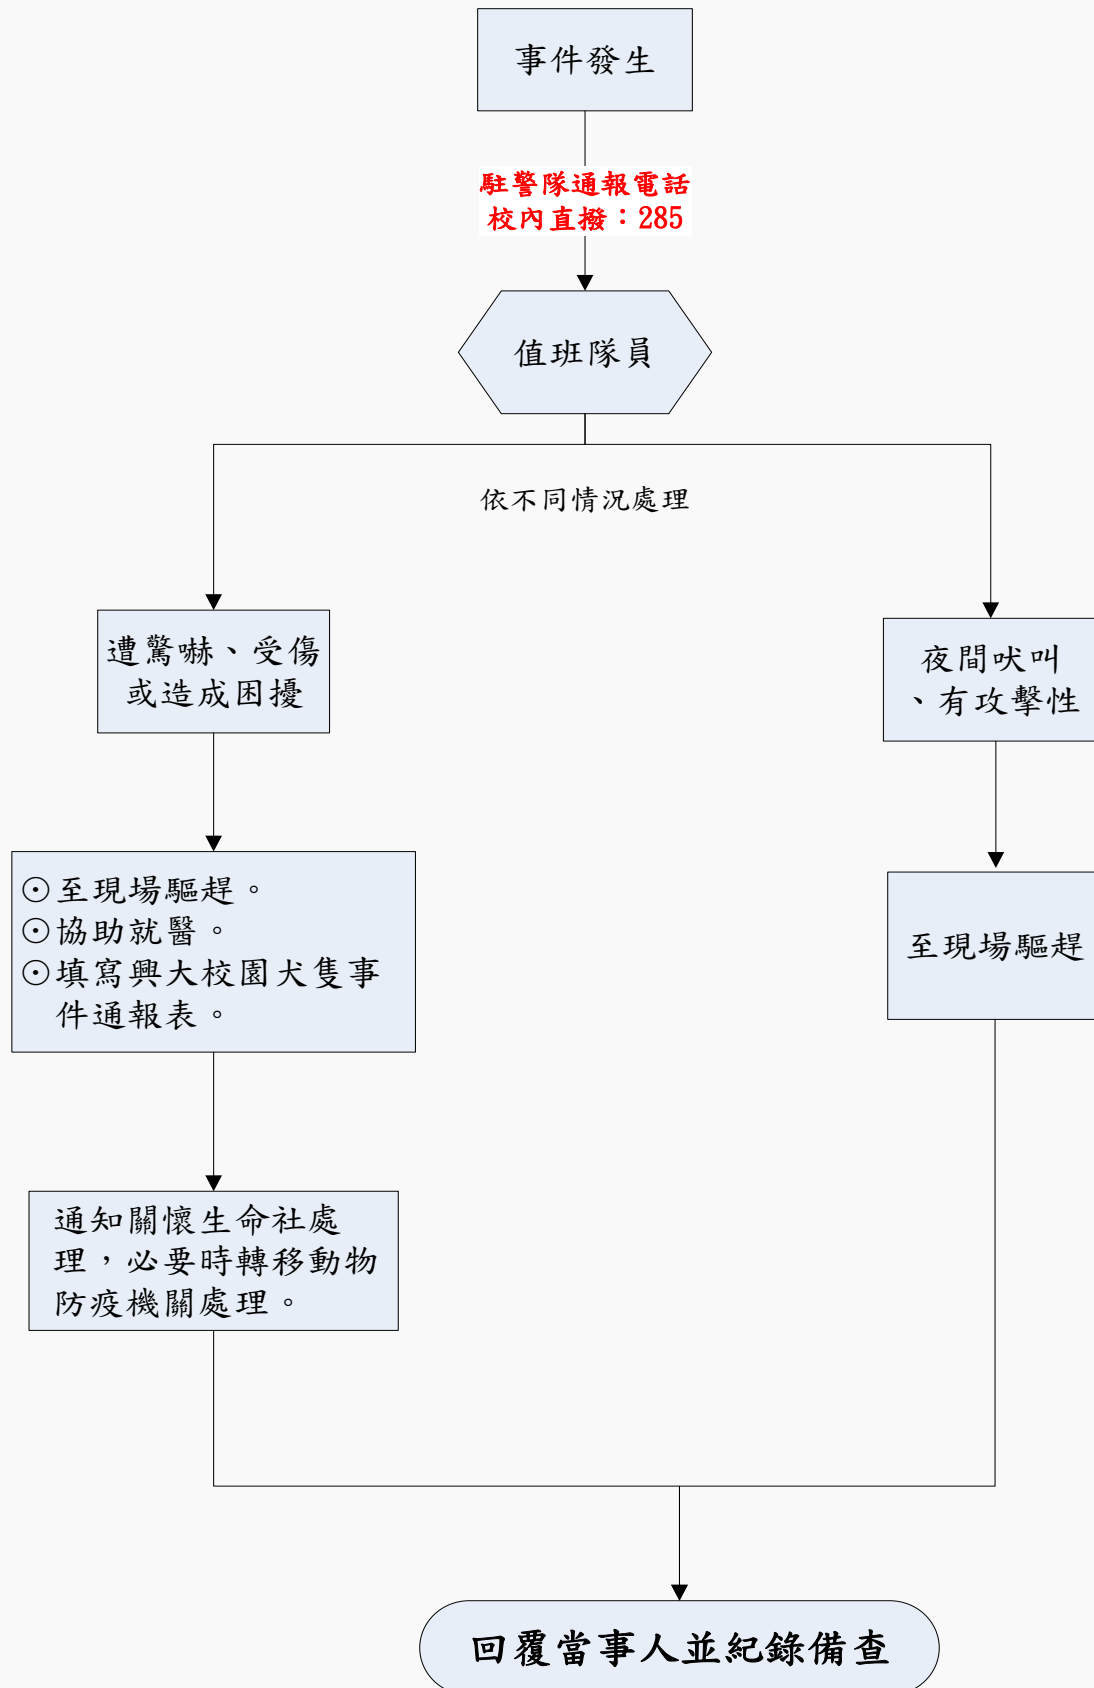 事件發生
駐警隊通報電話
校內直撥：285
值班隊員
依不同情況處理
遭驚嚇、受傷
或造成困擾
夜間吠叫
、有攻擊性
⊙至現場驅趕。
⊙協助就醫。
⊙填寫興大校園犬隻事
件通報表。
至現場驅趕
通知關懷生命社處
理，必要時轉移動物
防疫機關處理。
回覆當事人並紀錄備查